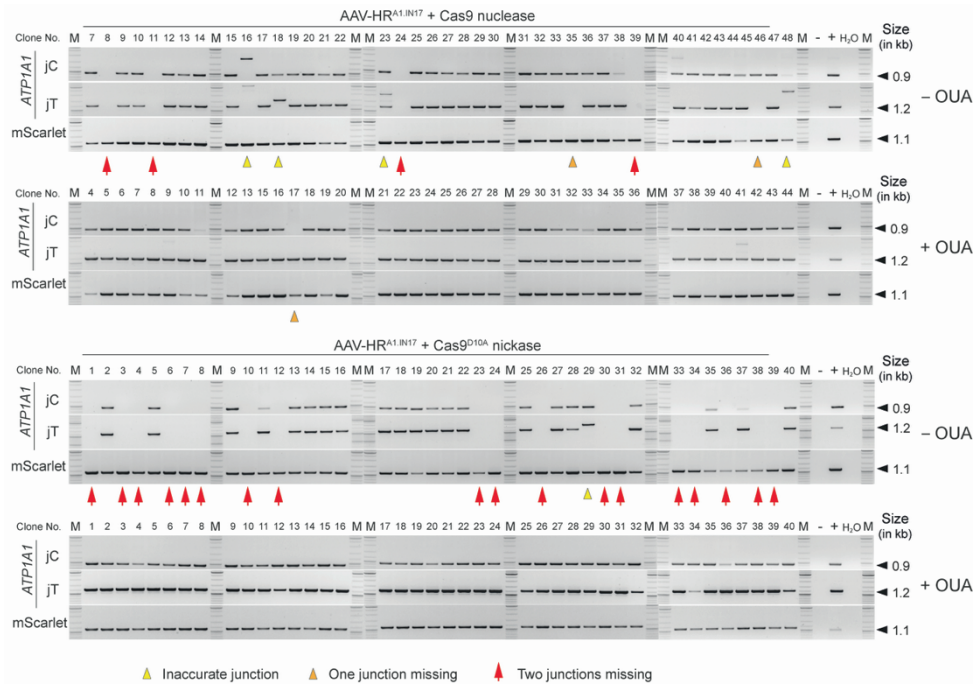 AAV-HR^A1.IN17 + Cas9 nuclease
Clone No. M 7 8 9 10 11 12 13 14 M 15 16 17 18 19 20 21 22 M M 23 24 25 26 27 28 29 30 M 31 32 33 34 35 36 37 38 39 M 40 41 42 43 44 45 46 47 48 M - + H₂O M Size (in kb)
ATP1A1 jC 0.9
jT 1.2 – OUA
mScarlet 1.1
Clone No. M 4 5 6 7 8 9 10 11 M 12 13 14 15 16 17 18 19 20 M M 21 22 23 24 25 26 27 28 M 29 30 31 32 33 34 35 36 M 37 38 39 40 41 42 43 44 M - + H₂O M Size (in kb)
ATP1A1 jC 0.9
jT 1.2 + OUA
mScarlet 1.1
AAV-HR^A1.IN17 + Cas9^D10A nickase
Clone No. M 1 2 3 4 5 6 7 8 M 9 10 11 12 13 14 15 16 M M 17 18 19 20 21 22 23 24 M 25 26 27 28 29 30 31 32 M 33 34 35 36 37 38 39 40 M - + H₂O M Size (in kb)
ATP1A1 jC 0.9
jT 1.2 – OUA
mScarlet 1.1
Clone No. M 1 2 3 4 5 6 7 8 M 9 10 11 12 13 14 15 16 M M 17 18 19 20 21 22 23 24 M 25 26 27 28 29 30 31 32 M 33 34 35 36 37 38 39 40 M - + H₂O M Size (in kb)
ATP1A1 jC 0.9
jT 1.2 + OUA
mScarlet 1.1
Inaccurate junction One junction missing Two junctions missing